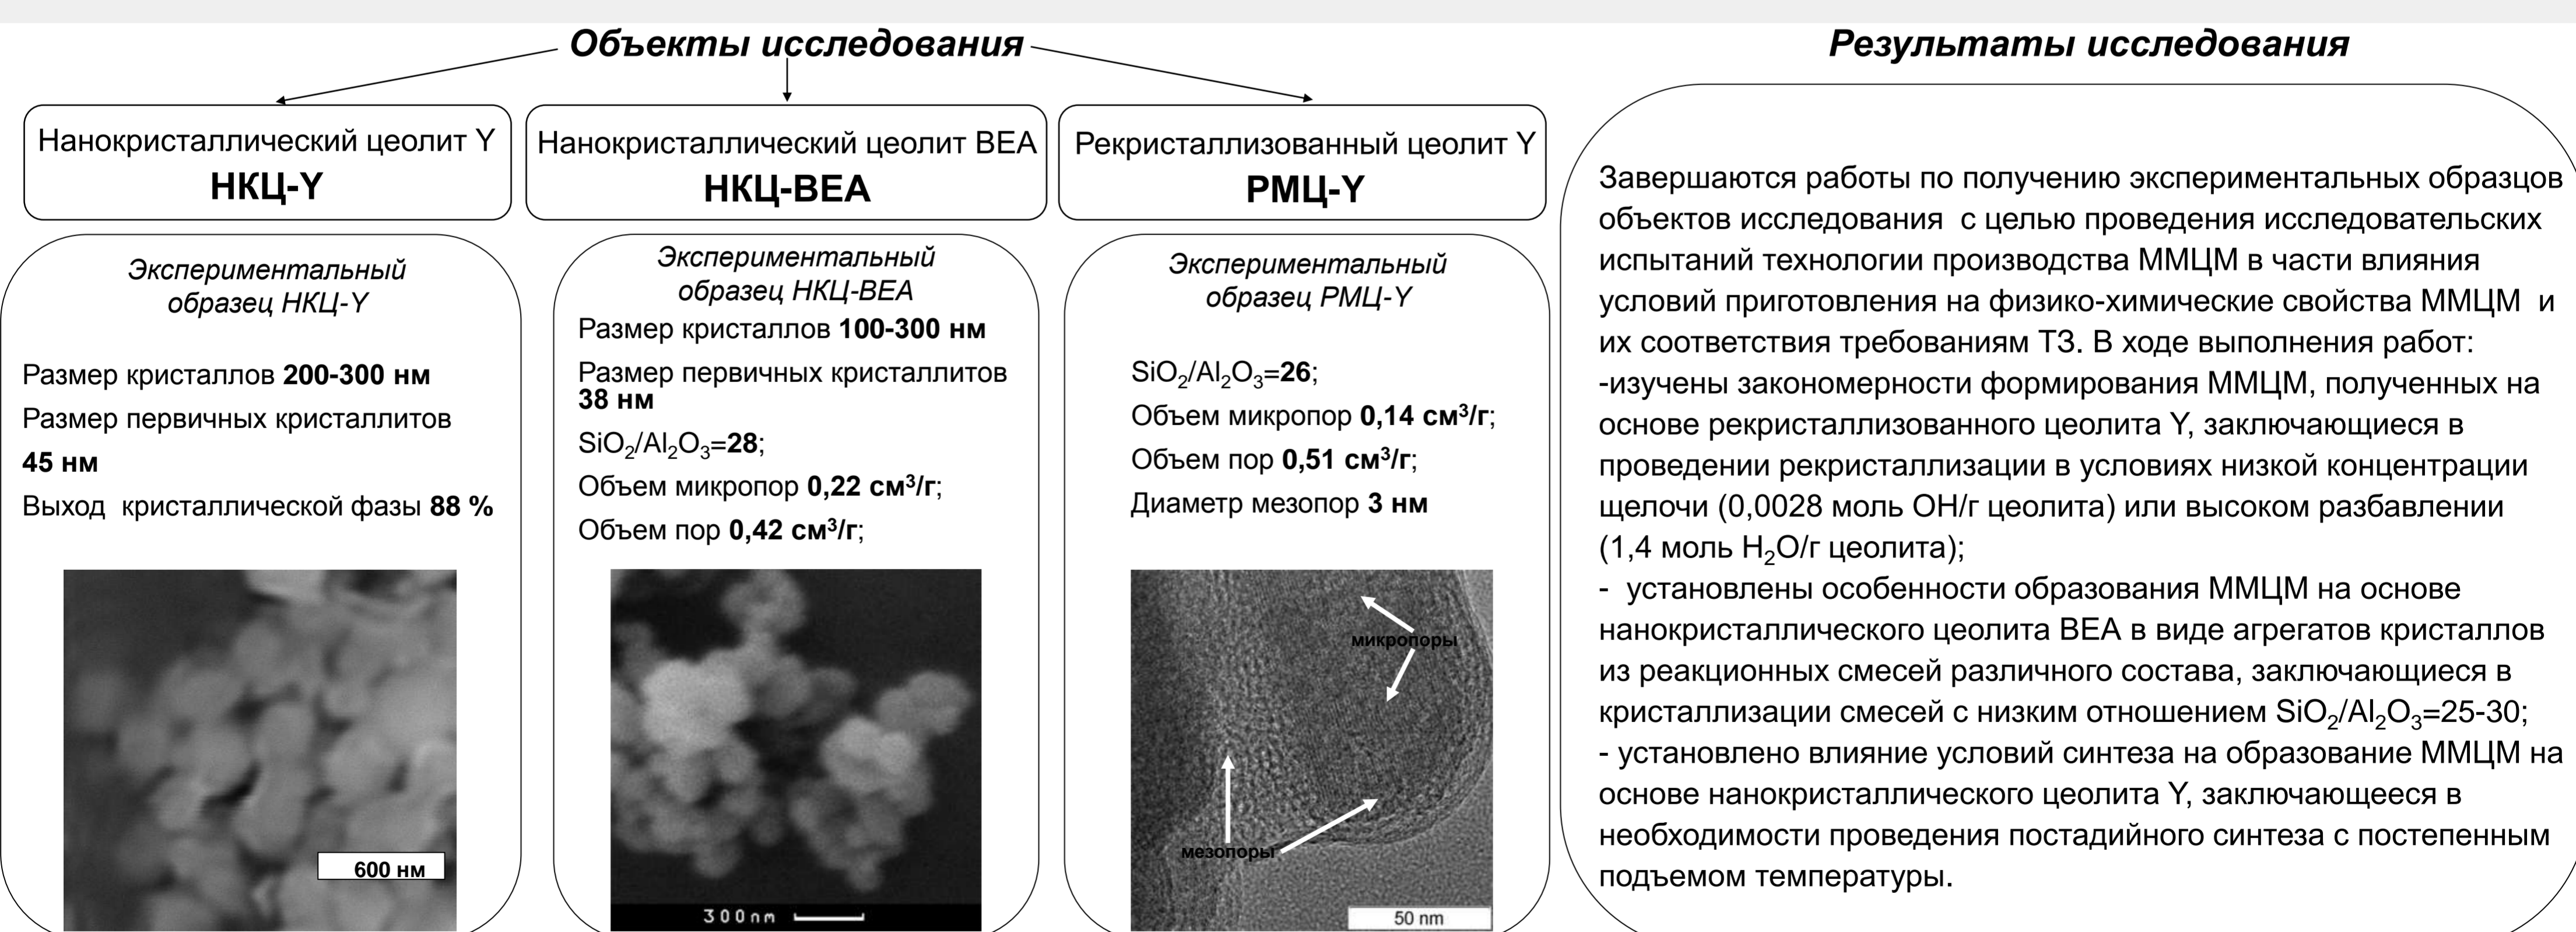 Объекты исследования
Нанокристаллический цеолит Y
НКЦ-Y
Нанокристаллический цеолит BEA
НКЦ-BEA
Рекристаллизованный цеолит Y
РМЦ-Y
Экспериментальный
образец НКЦ-Y
Размер кристаллов 200-300 нм
Размер первичных кристаллитов
45 нм
Выход кристаллической фазы 88 %
600 нм
Экспериментальный
образец НКЦ-BEA
Размер кристаллов 100-300 нм
Размер первичных кристаллитов
38 нм
SiO₂/Al₂O₃=28;
Объем микропор 0,22 см³/г;
Объем пор 0,42 см³/г;
300nm
Экспериментальный
образец РМЦ-Y
SiO₂/Al₂O₃=26;
Объем микропор 0,14 см³/г;
Объем пор 0,51 см³/г;
Диаметр мезопор 3 нм
микропоры
мезопоры
50 nm
Результаты исследования
Завершаются работы по получению экспериментальных образцов
объектов исследования с целью проведения исследовательских
испытаний технологии производства ММЦМ в части влияния
условий приготовления на физико-химические свойства ММЦМ и
их соответствия требованиям ТЗ. В ходе выполнения работ:
-изучены закономерности формирования ММЦМ, полученных на
основе рекристаллизованного цеолита Y, заключающиеся в
проведении рекристаллизации в условиях низкой концентрации
щелочи (0,0028 моль OH/г цеолита) или высоком разбавлении
(1,4 моль H₂O/г цеолита);
- установлены особенности образования ММЦМ на основе
нанокристаллического цеолита BEA в виде агрегатов кристаллов
из реакционных смесей различного состава, заключающиеся в
кристаллизации смесей с низким отношением SiO₂/Al₂O₃=25-30;
- установлено влияние условий синтеза на образование ММЦМ на
основе нанокристаллического цеолита Y, заключающееся в
необходимости проведения постадийного синтеза с постепенным
подъемом температуры.